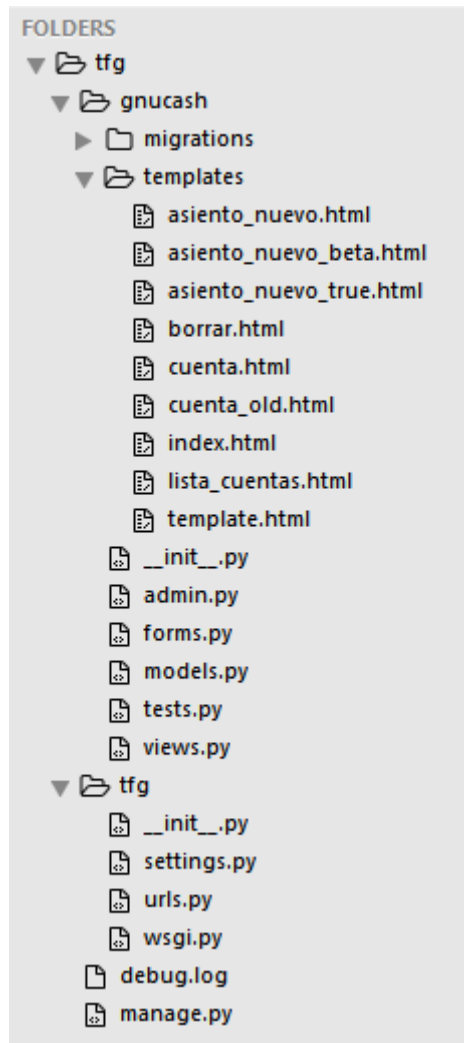 FOLDERS
tfg
gnucash
migrations
templates
asiento_nuevo.html
asiento_nuevo_beta.html
asiento_nuevo_true.html
borrar.html
cuenta.html
cuenta_old.html
index.html
lista_cuentas.html
template.html
__init__.py
admin.py
forms.py
models.py
tests.py
views.py
tfg
__init__.py
settings.py
urls.py
wsgi.py
debug.log
manage.py